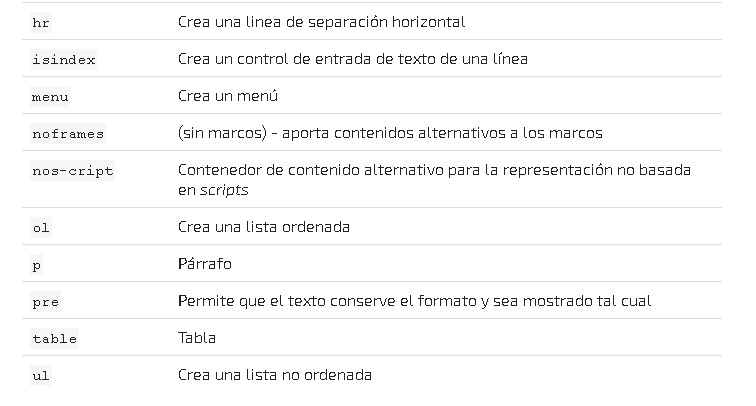 hr Crea una linea de separación horizontal
isindex Crea un control de entrada de texto de una línea
menu Crea un menú
noframes (sin marcos) - aporta contenidos alternativos a los marcos
nos-cript Contenedor de contenido alternativo para la representación no basada
en scripts
ol Crea una lista ordenada
p Párrafo
pre Permite que el texto conserve el formato y sea mostrado tal cual
table Tabla
ul Crea una lista no ordenada